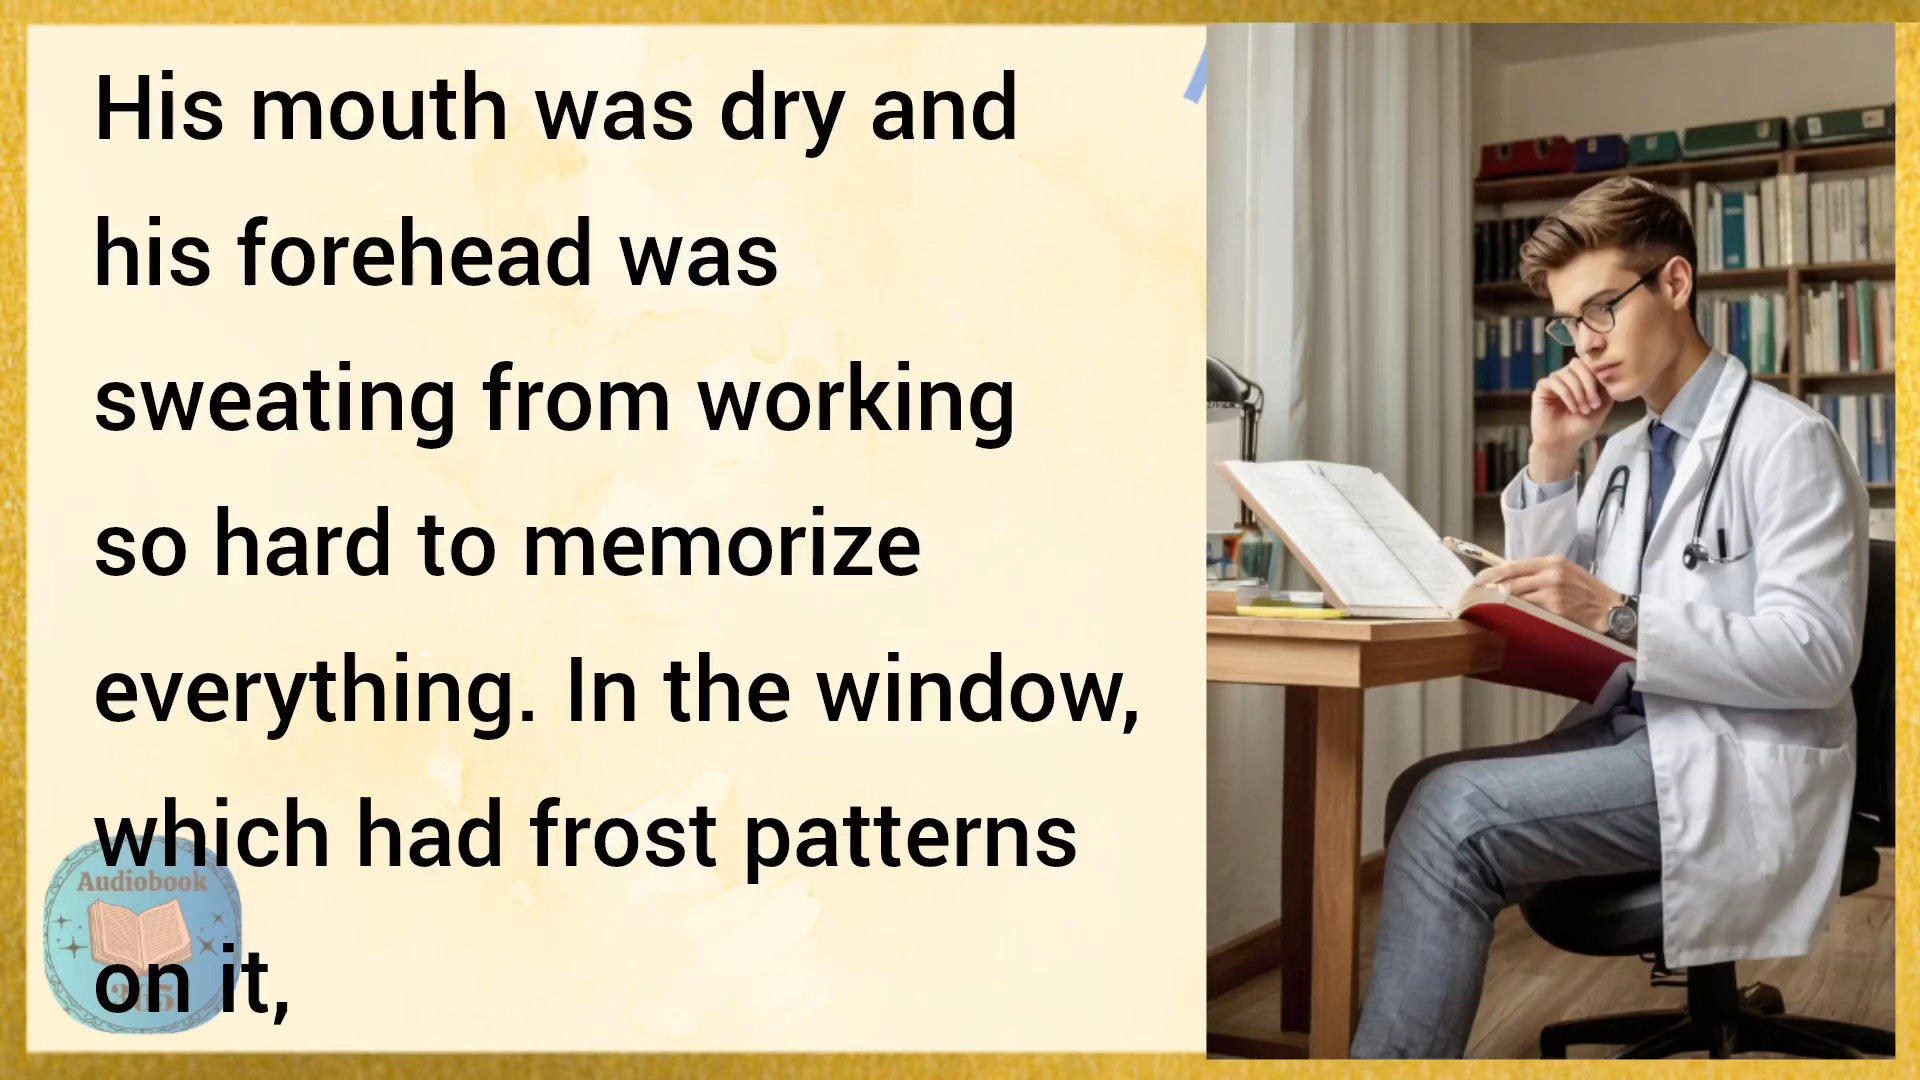 His mouth was dry and
his forehead was
sweating from working
so hard to memorize
everything. In the window,
which had frost patterns
on it,
Audiobook
365